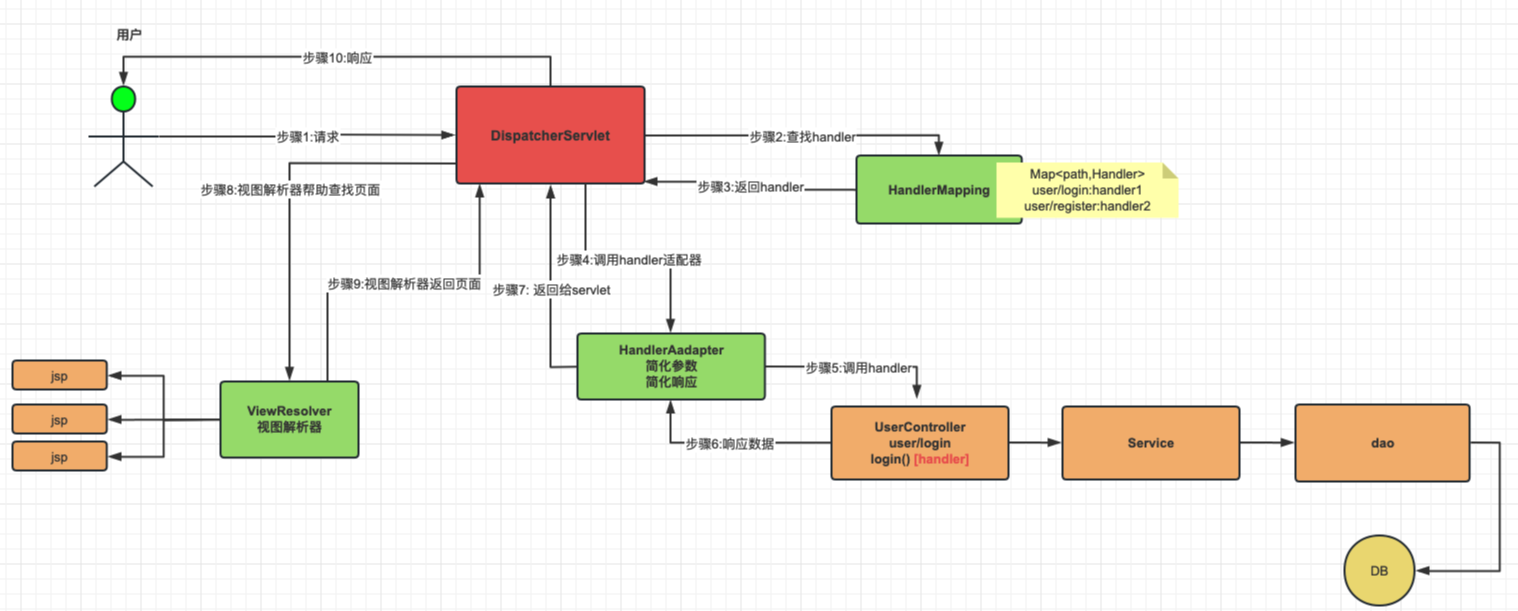 用户
步骤10:响应
DispatcherServlet
步骤1:请求
步骤2:查找handler
Map<path,Handler>
user/login:handler1
user/register:handler2
HandlerMapping
步骤3:返回handler
步骤8:视图解析器帮助查找页面
步骤4:调用handler适配器
步骤9:视图解析器返回页面
步骤7: 返回给servlet
HandlerAadapter
简化参数
简化响应
步骤5:调用handler
jsp
jsp
jsp
ViewResolver
视图解析器
步骤6:响应数据
UserController
user/login
login() [handler]
Service
dao
DB